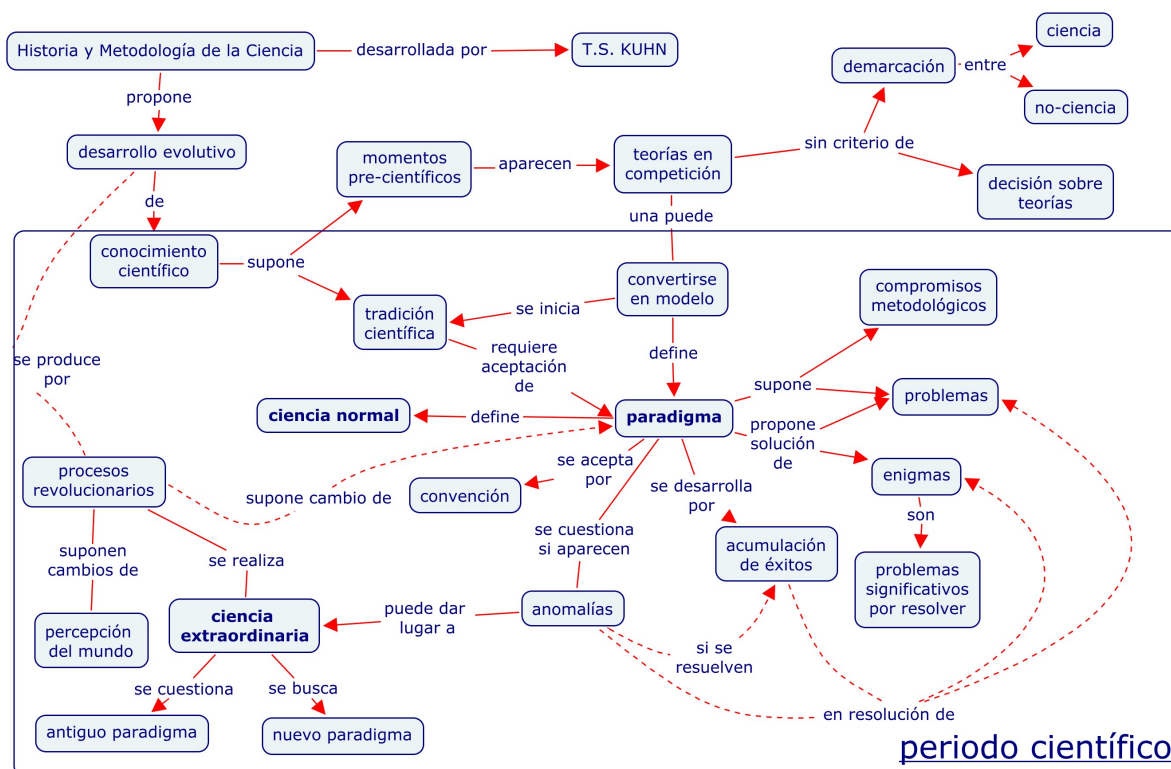 Historia y Metodología de la Ciencia
desarrollada por
T.S. KUHN
ciencia
demarcación
entre
no-ciencia
propone
desarrollo evolutivo
momentos
pre-científicos
aparecen
teorías en
competición
sin criterio de
decisión sobre
teorías
de
una puede
conocimiento
científico
supone
convertirse
en modelo
compromisos
metodológicos
tradición
científica
se inicia
se produce
por
requiere
aceptación
de
define
supone
problemas
ciencia normal
define
paradigma
propone
solución
de
procesos
revolucionarios
supone cambio de
convención
se acepta
por
se desarrolla
por
enigmas
son
suponen
cambios de
se realiza
se cuestiona
si aparecen
acumulación
de éxitos
problemas
significativos
por resolver
percepción
del mundo
ciencia
extraordinaria
puede dar
lugar a
anomalías
si se
resuelven
se cuestiona
se busca
antiguo paradigma
nuevo paradigma
en resolución de
periodo científico